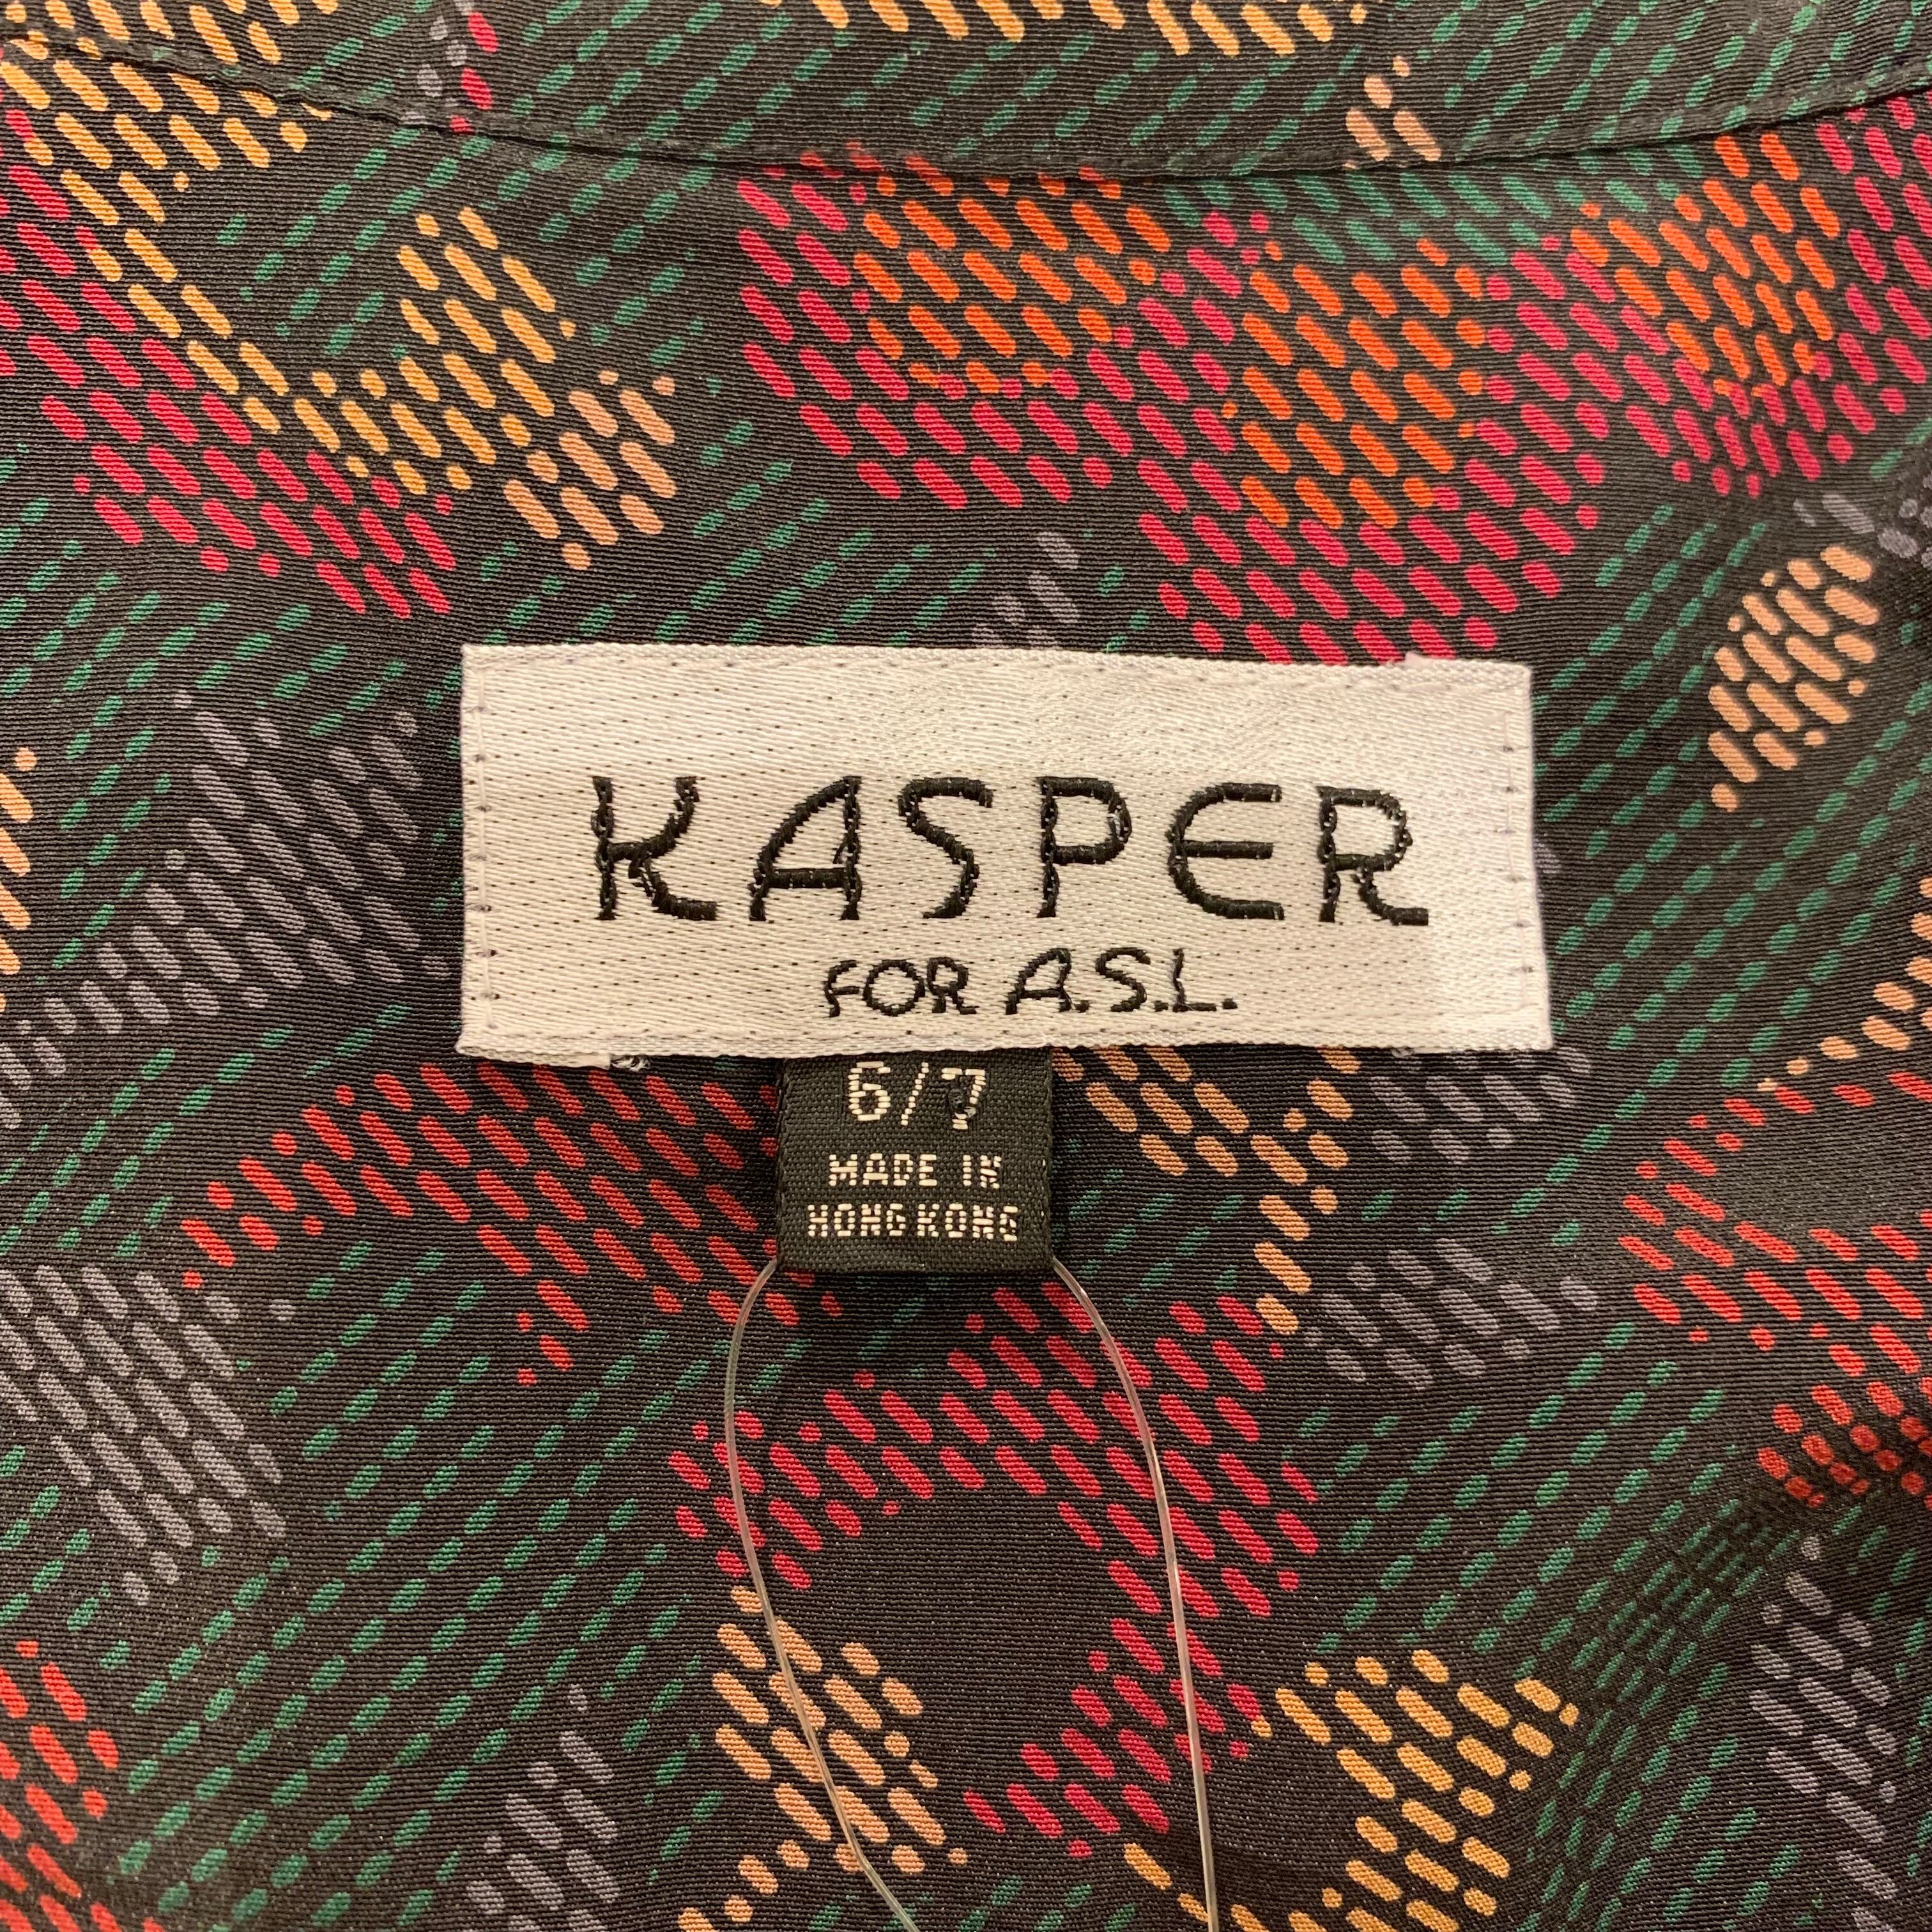 KASPER
FOR A.S.L.
6/7
MADE IN
HONG KONG